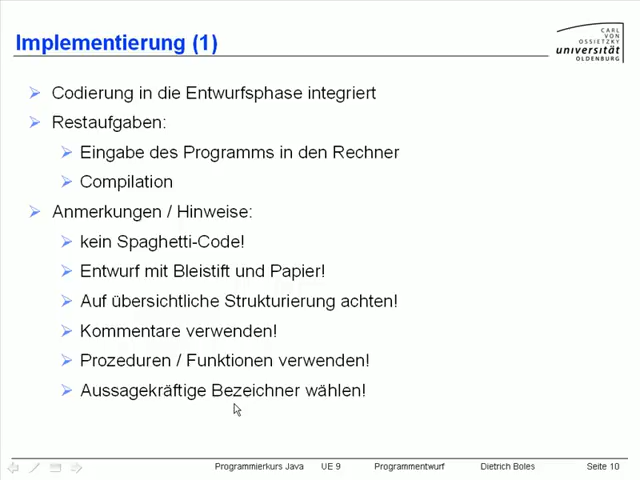 Implementierung (1)
CARL
VON
OSSIETZKY
universität
OLDENBURG
Codierung in die Entwurfsphase integriert
Restaufgaben:
Eingabe des Programms in den Rechner
Compilation
Anmerkungen / Hinweise:
kein Spaghetti-Code!
Entwurf mit Bleistift und Papier!
Auf übersichtliche Strukturierung achten!
Kommentare verwenden!
Prozeduren / Funktionen verwenden!
Aussagekräftige Bezeichner wählen!
Programmierkurs Java UE 9 Programmentwurf Dietrich Boles Seite 10